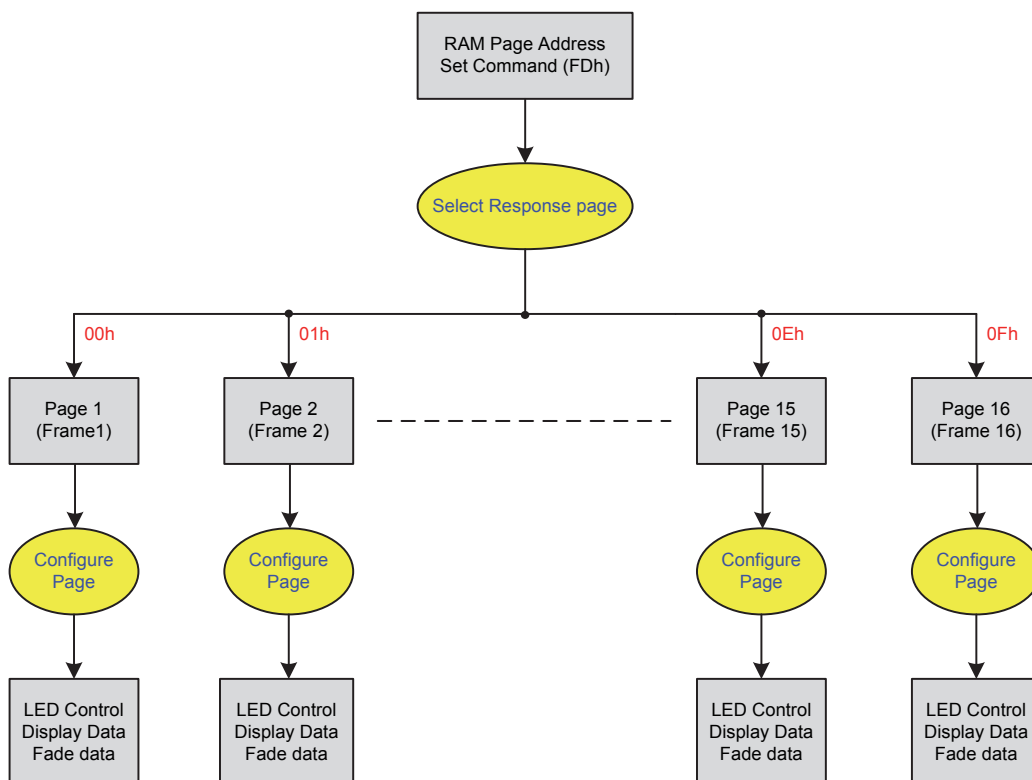 RAM Page Address
Set Command (FDh)
Select Response page
00h
01h
0Eh
0Fh
Page 1
(Frame1)
Page 2
(Frame 2)
Page 15
(Frame 15)
Page 16
(Frame 16)
Configure
Page
Configure
Page
Configure
Page
Configure
Page
LED Control
Display Data
Fade data
LED Control
Display Data
Fade data
LED Control
Display Data
Fade data
LED Control
Display Data
Fade data